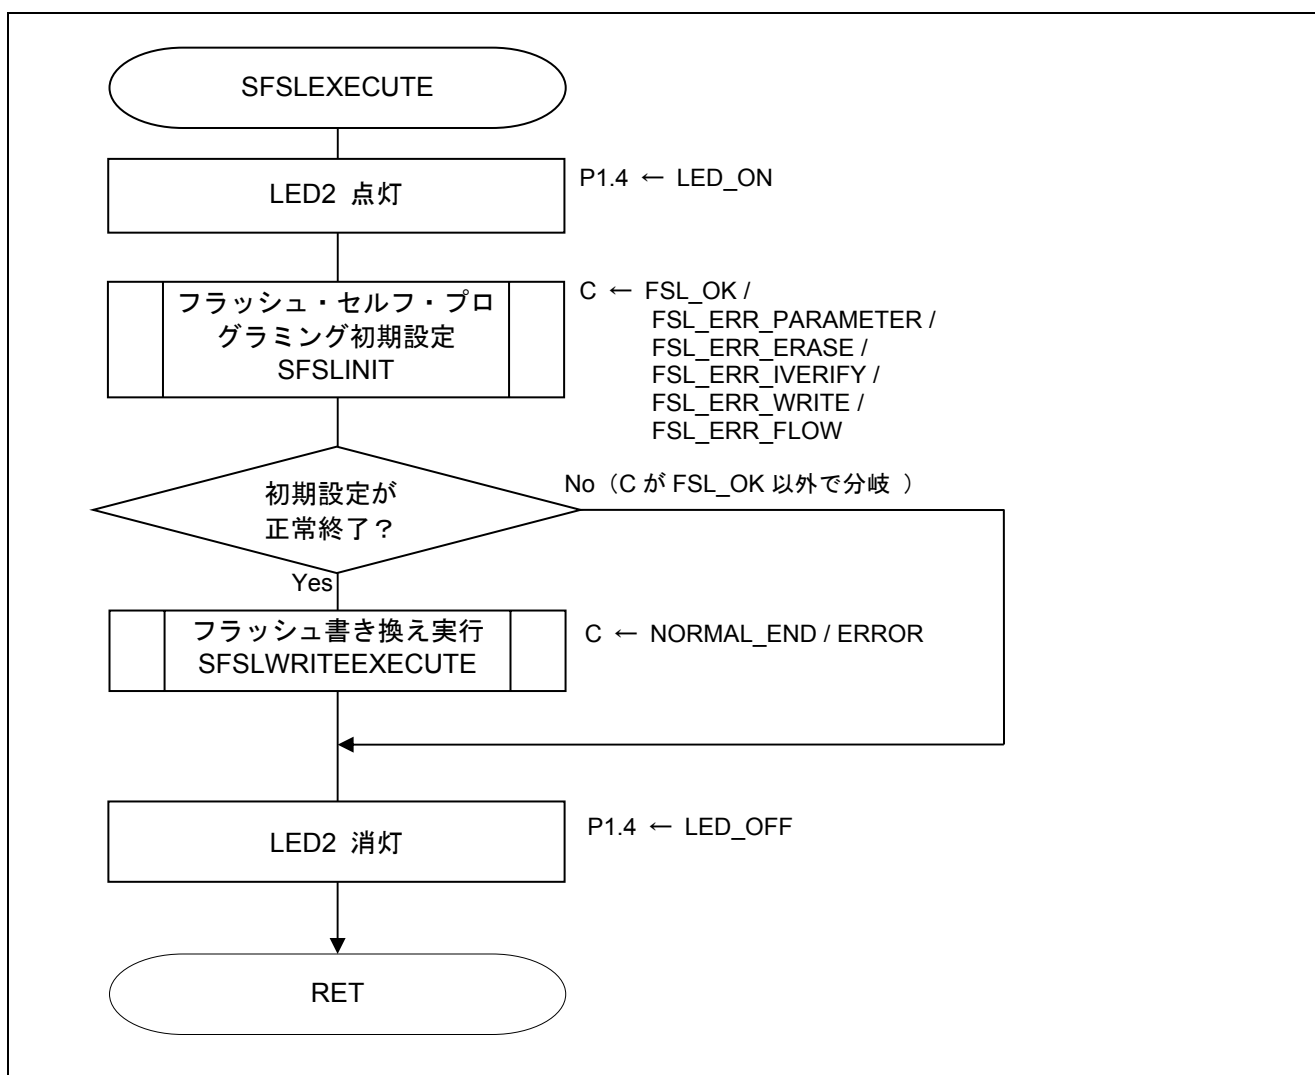 SFSLEXECUTE
LED2 点灯
P1.4 ← LED_ON
フラッシュ・セルフ・プロ
グラミング初期設定
SFSLINIT
C ← FSL_OK /
FSL_ERR_PARAMETER /
FSL_ERR_ERASE /
FSL_ERR_IVERIFY /
FSL_ERR_WRITE /
FSL_ERR_FLOW
初期設定が
正常終了？
No（C が FSL_OK 以外で分岐 ）
Yes
フラッシュ書き換え実行
SFSLWRITEEXECUTE
C ← NORMAL_END / ERROR
LED2 消灯
P1.4 ← LED_OFF
RET